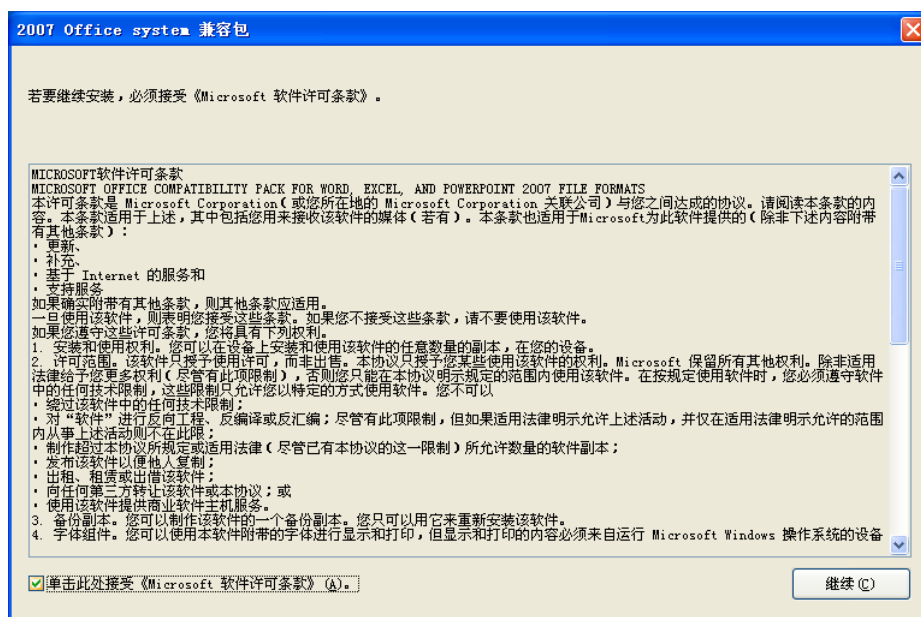 2007 Office system 兼容包
若要继续安装，必须接受《Microsoft 软件许可条款》。
MICROSOFT软件许可条款
MICROSOFT OFFICE COMPATIBILITY PACK FOR WORD, EXCEL, AND POWERPOINT 2007 FILE FORMATS
本许可条款是 Microsoft Corporation（或您所在地的 Microsoft Corporation 关联公司）与您之间达成的协议。请阅读本条款的内
容。本条款适用于上述，其中包括您用来接收该软件的媒体（若有）。本条款也适用于Microsoft为此软件提供的（除非下述内容附带
有其他条款）：
· 更新、
· 补充、
· 基于 Internet 的服务和
· 支持服务
如果确实附带有其他条款，则其他条款应适用。
一旦使用该软件，则表明您接受这些条款。如果您不接受这些条款，请不要使用该软件。
如果您遵守这些许可条款，您将具有下列权利。
1. 安装和使用权利。您可以在设备上安装和使用该软件的任意数量的副本，在您的设备。
2. 许可范围。该软件只授予使用许可，而非出售。本协议只授予您某些使用该软件的权利。Microsoft 保留所有其他权利。除非适用
法律给予您更多权利（尽管有此项限制），否则您只能在本协议明示规定的范围内使用该软件。在按规定使用软件时，您必须遵守软件
中的任何技术限制，这些限制只允许您以特定的方式使用软件。您不可以
· 绕过该软件中的任何技术限制；
· 对“软件”进行反向工程、反编译或反汇编；尽管有此项限制，但如果适用法律明示允许上述活动，并仅在适用法律明示允许的范围
内从事上述活动则不在此限；
· 制作超过本协议所规定或适用法律（尽管已有本协议的这一限制）所允许数量的软件副本；
· 发布该软件以便他人复制；
· 出租、租赁或出借该软件；
· 向任何第三方转让该软件或本协议；或
· 使用该软件提供商业软件主机服务。
3. 备份副本。您可以制作该软件的一个备份副本。您只可以用它来重新安装该软件。
4. 字体组件。您可以使用本软件附带的字体进行显示和打印，但显示和打印的内容必须来自运行 Microsoft Windows 操作系统的设备
单击此处接受《Microsoft 软件许可条款》(A)。
继续(C)